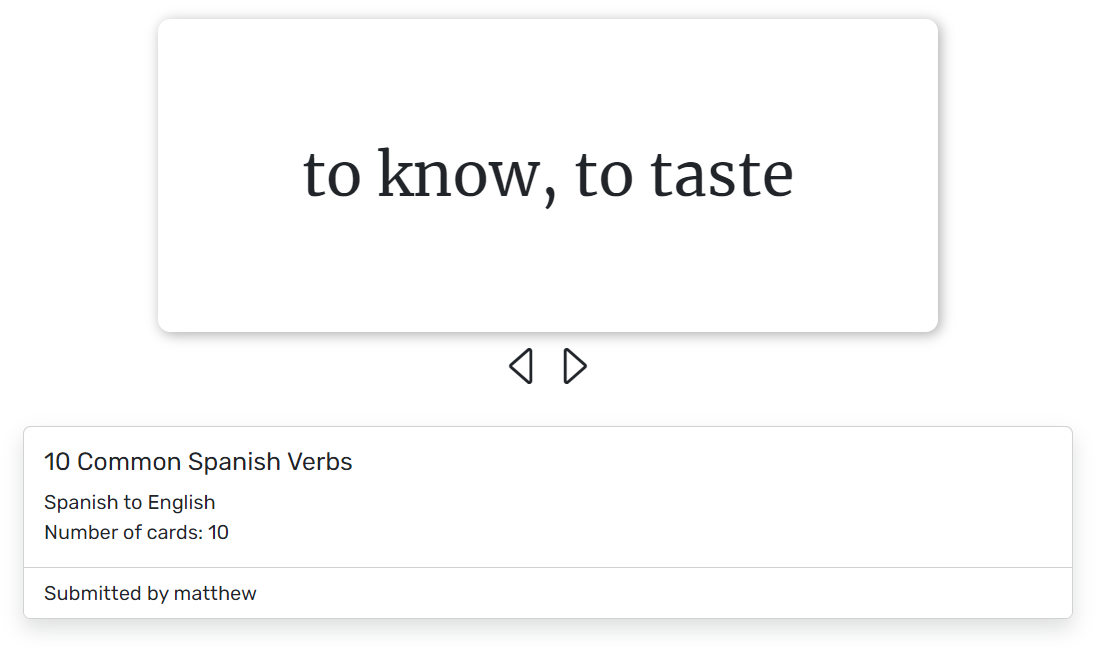 to know, to taste
10 Common Spanish Verbs
Spanish to English
Number of cards: 10
Submitted by matthew